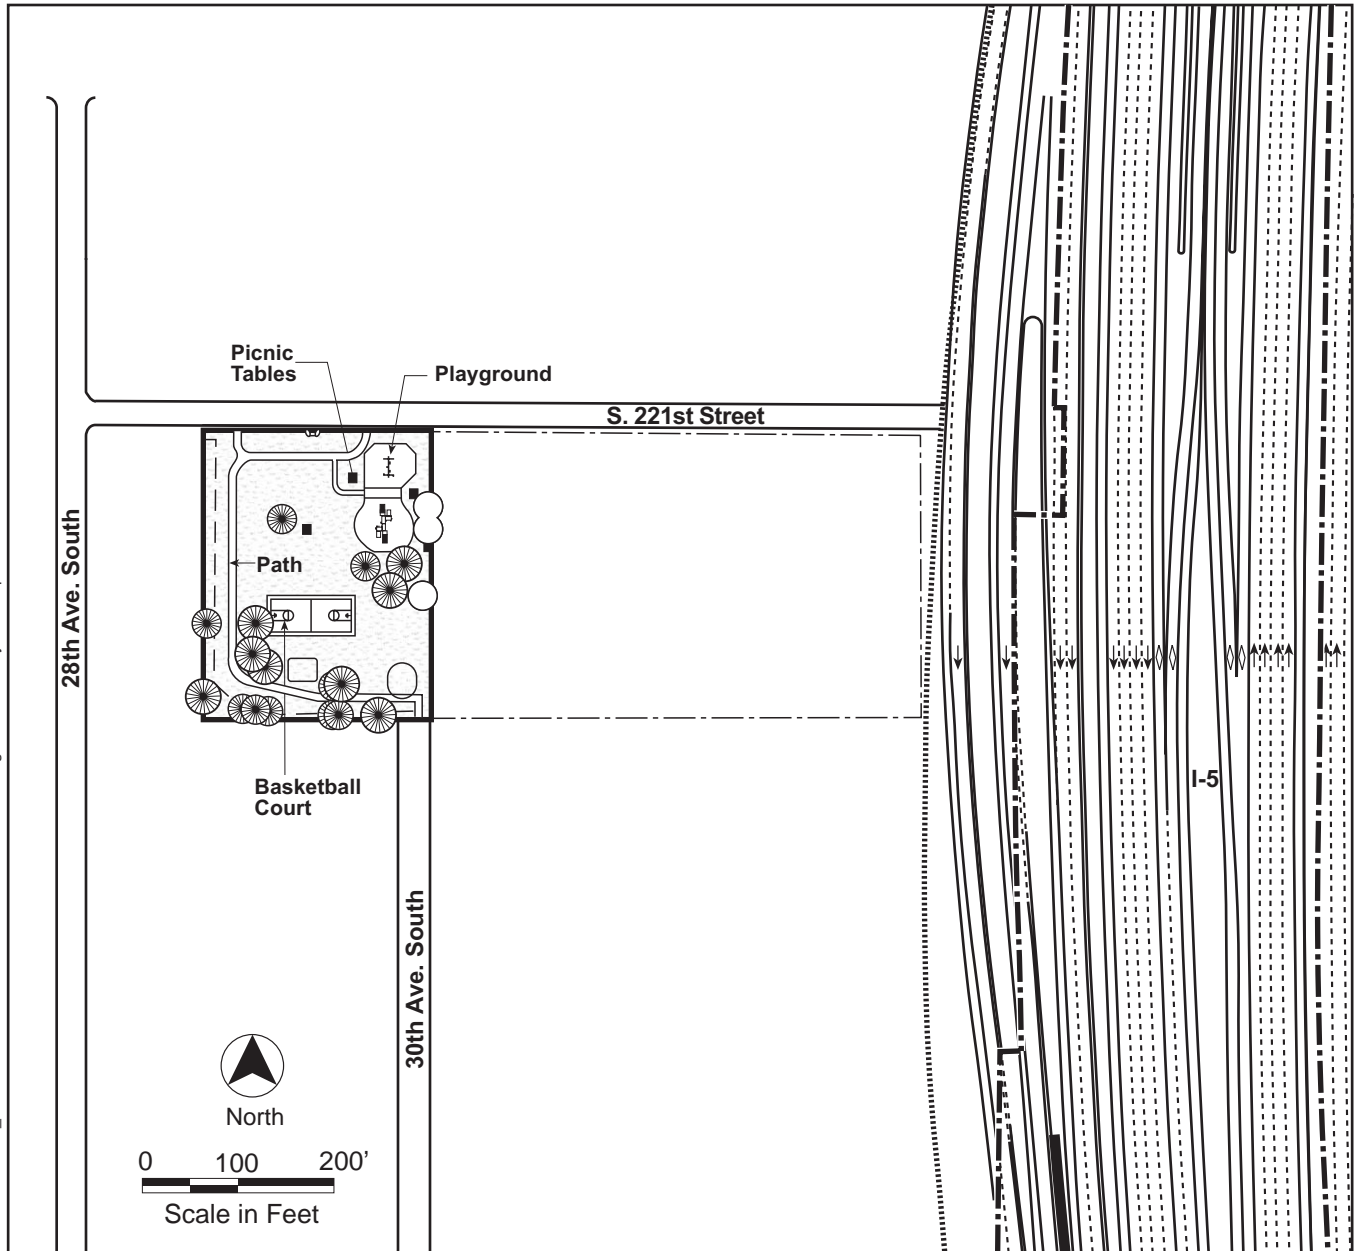 Picnic
Tables
Playground
S. 221st Street
Path
28th Ave. South
Basketball
Court
I-5
30th Ave. South
North
0 100 200’
Scale in Feet